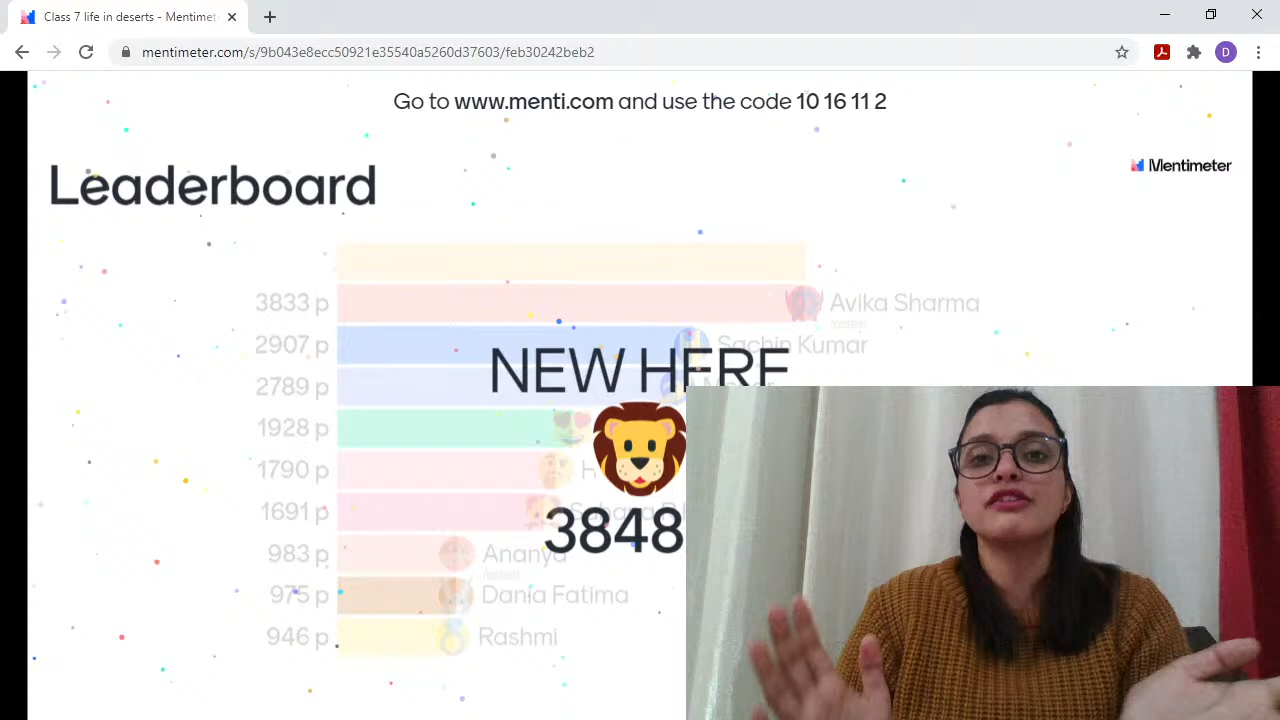 Class 7 life in deserts - Mentimete
mentimeter.com/s/9b043e8ecc50921e35540a5260d37607/feb30242beb2
D
Go to www.menti.com and use the code 10 16 11 2
Mentimeter
Leaderboard
3833 p Avika Sharma
2907 p Sachin Kumar
NEW HERE
2789 p
1928 p
1790 p H
1691 p
3848
983 p Ananya
975 p Dania Fatima
946 p Rashmi